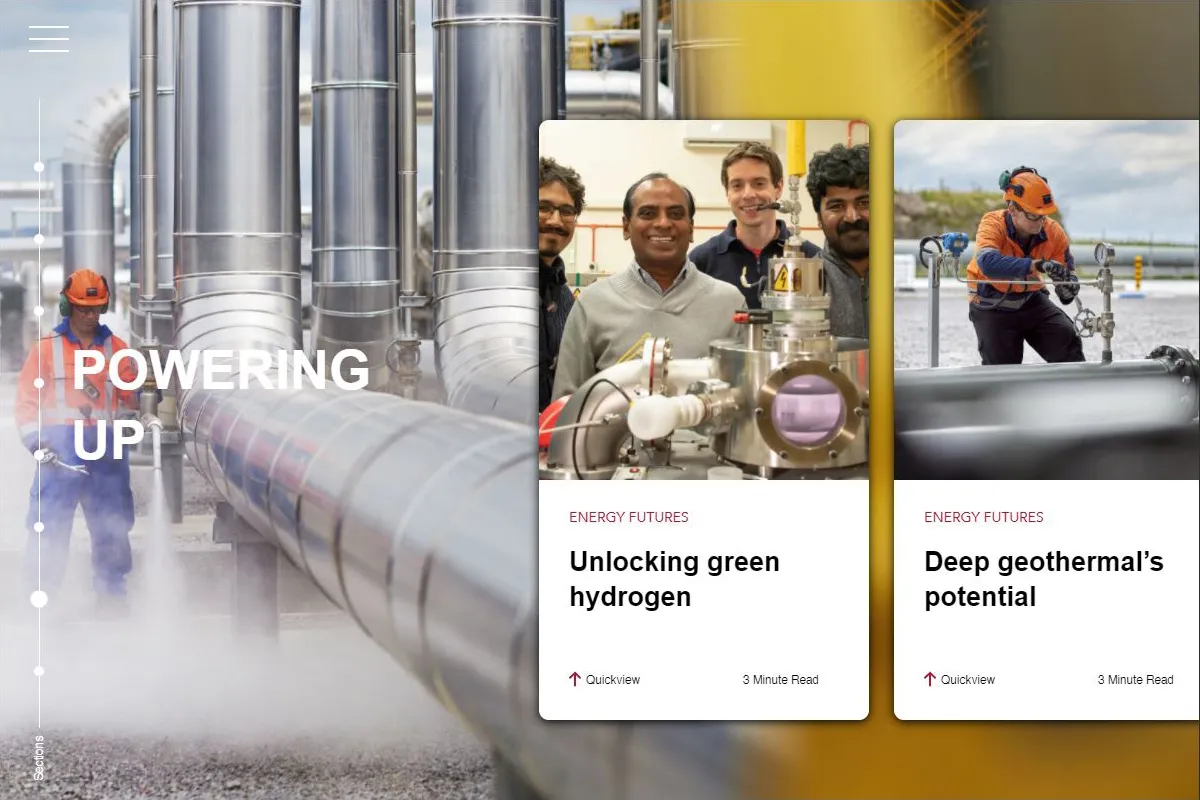 POWERING
UP
ENERGY FUTURES
Unlocking green
hydrogen
Quickview
3 Minute Read
ENERGY FUTURES
Deep geothermal’s
potential
Quickview
3 Minute Read
Sections